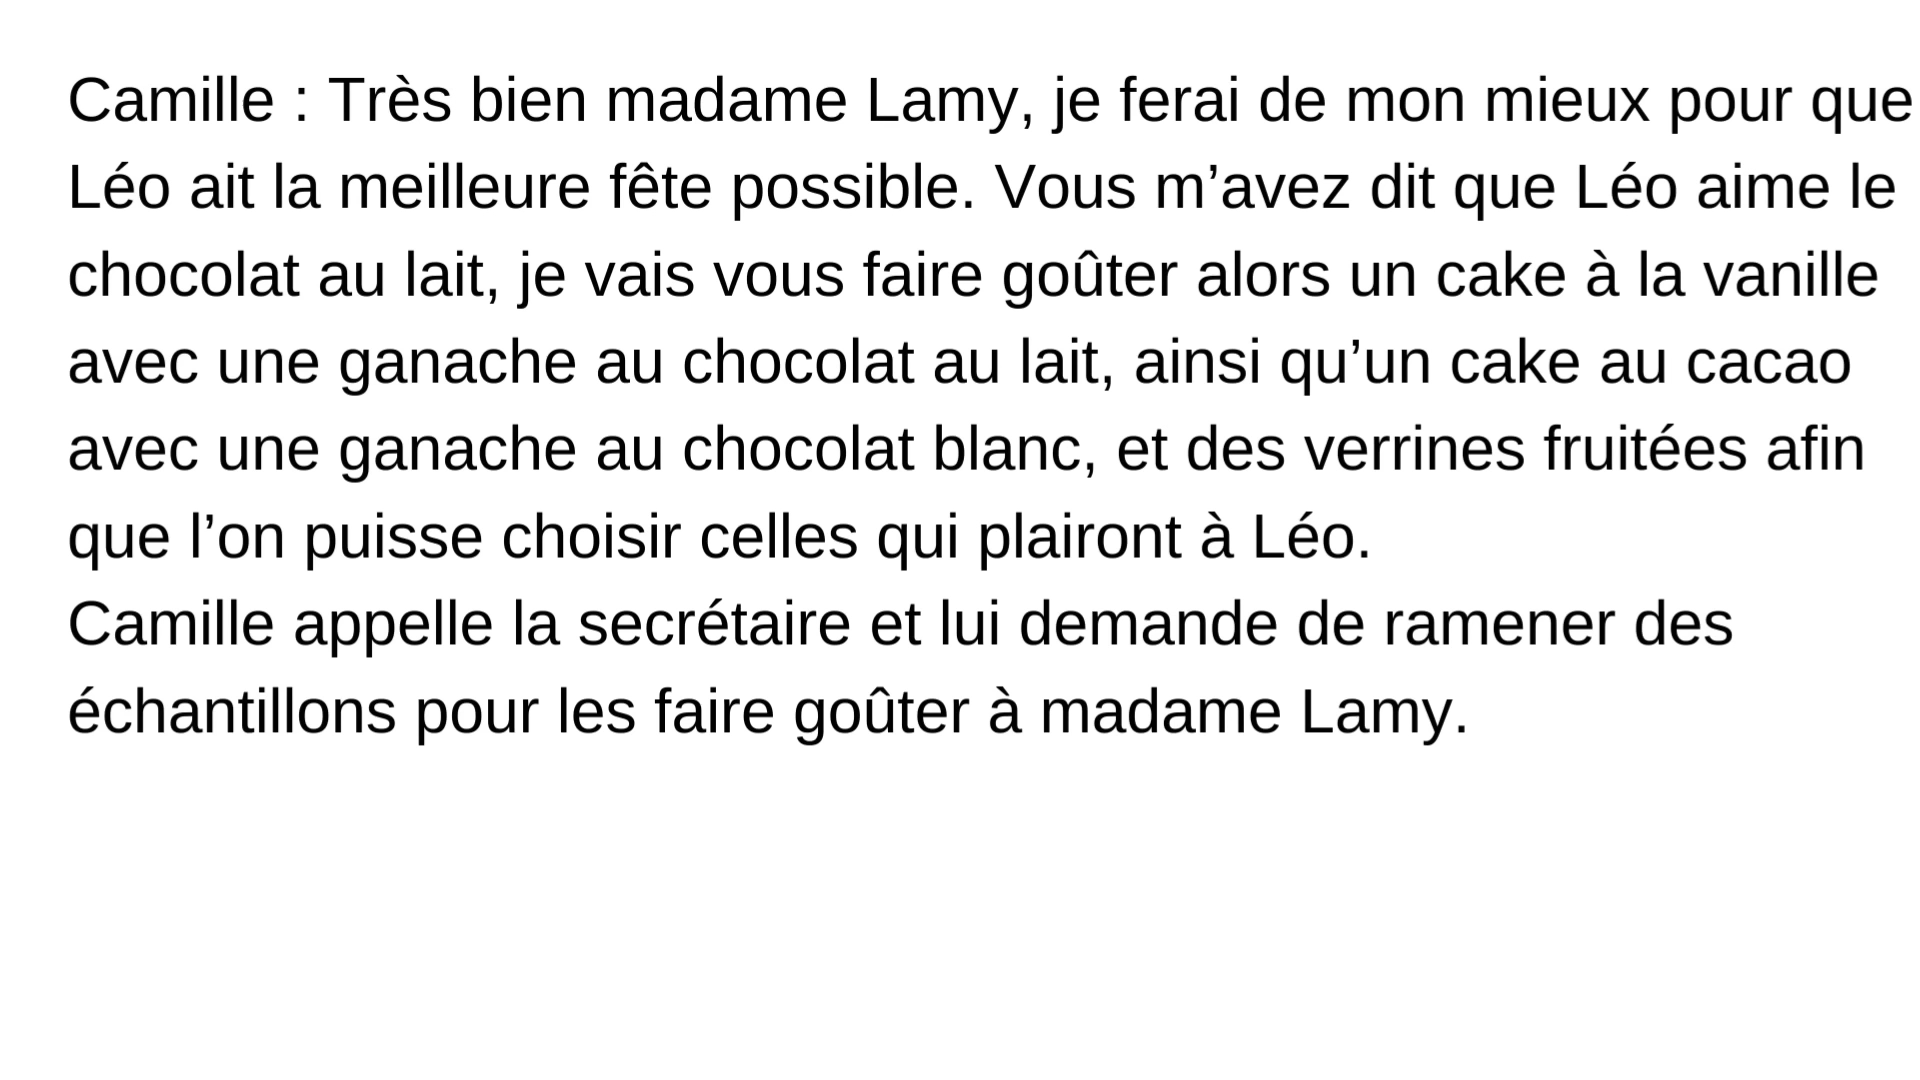 Camille : Très bien madame Lamy, je ferai de mon mieux pour que
Léo ait la meilleure fête possible. Vous m’avez dit que Léo aime le
chocolat au lait, je vais vous faire goûter alors un cake à la vanille
avec une ganache au chocolat au lait, ainsi qu’un cake au cacao
avec une ganache au chocolat blanc, et des verrines fruitées afin
que l’on puisse choisir celles qui plairont à Léo.
Camille appelle la secrétaire et lui demande de ramener des
échantillons pour les faire goûter à madame Lamy.